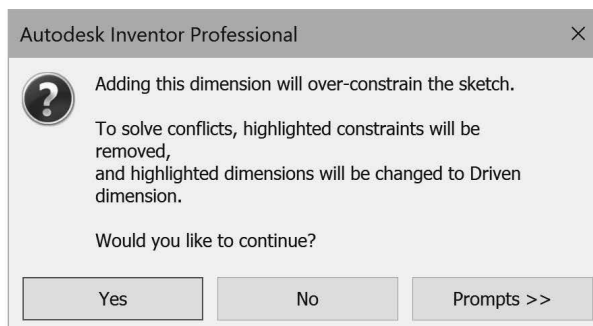 Autodesk Inventor Professional
Adding this dimension will over-constrain the sketch.
To solve conflicts, highlighted constraints will be
removed,
and highlighted dimensions will be changed to Driven
dimension.
Would you like to continue?
Yes No Prompts >>